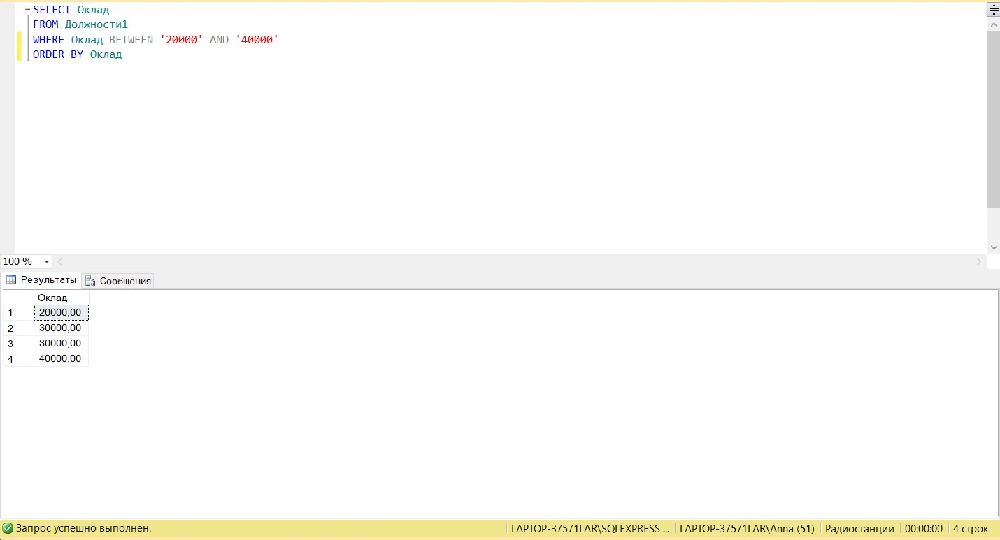 SELECT Оклад
FROM Должности1
WHERE Оклад BETWEEN '20000' AND '40000'
ORDER BY Оклад
100 %
Результаты Сообщения
Оклад
1 20000,00
2 30000,00
3 30000,00
4 40000,00
Запрос успешно выполнен. LAPTOP-37571LAR\SQLEXPRESS ... LAPTOP-37571LAR\Anna (51) Радиостанции 00:00:00 4 строк